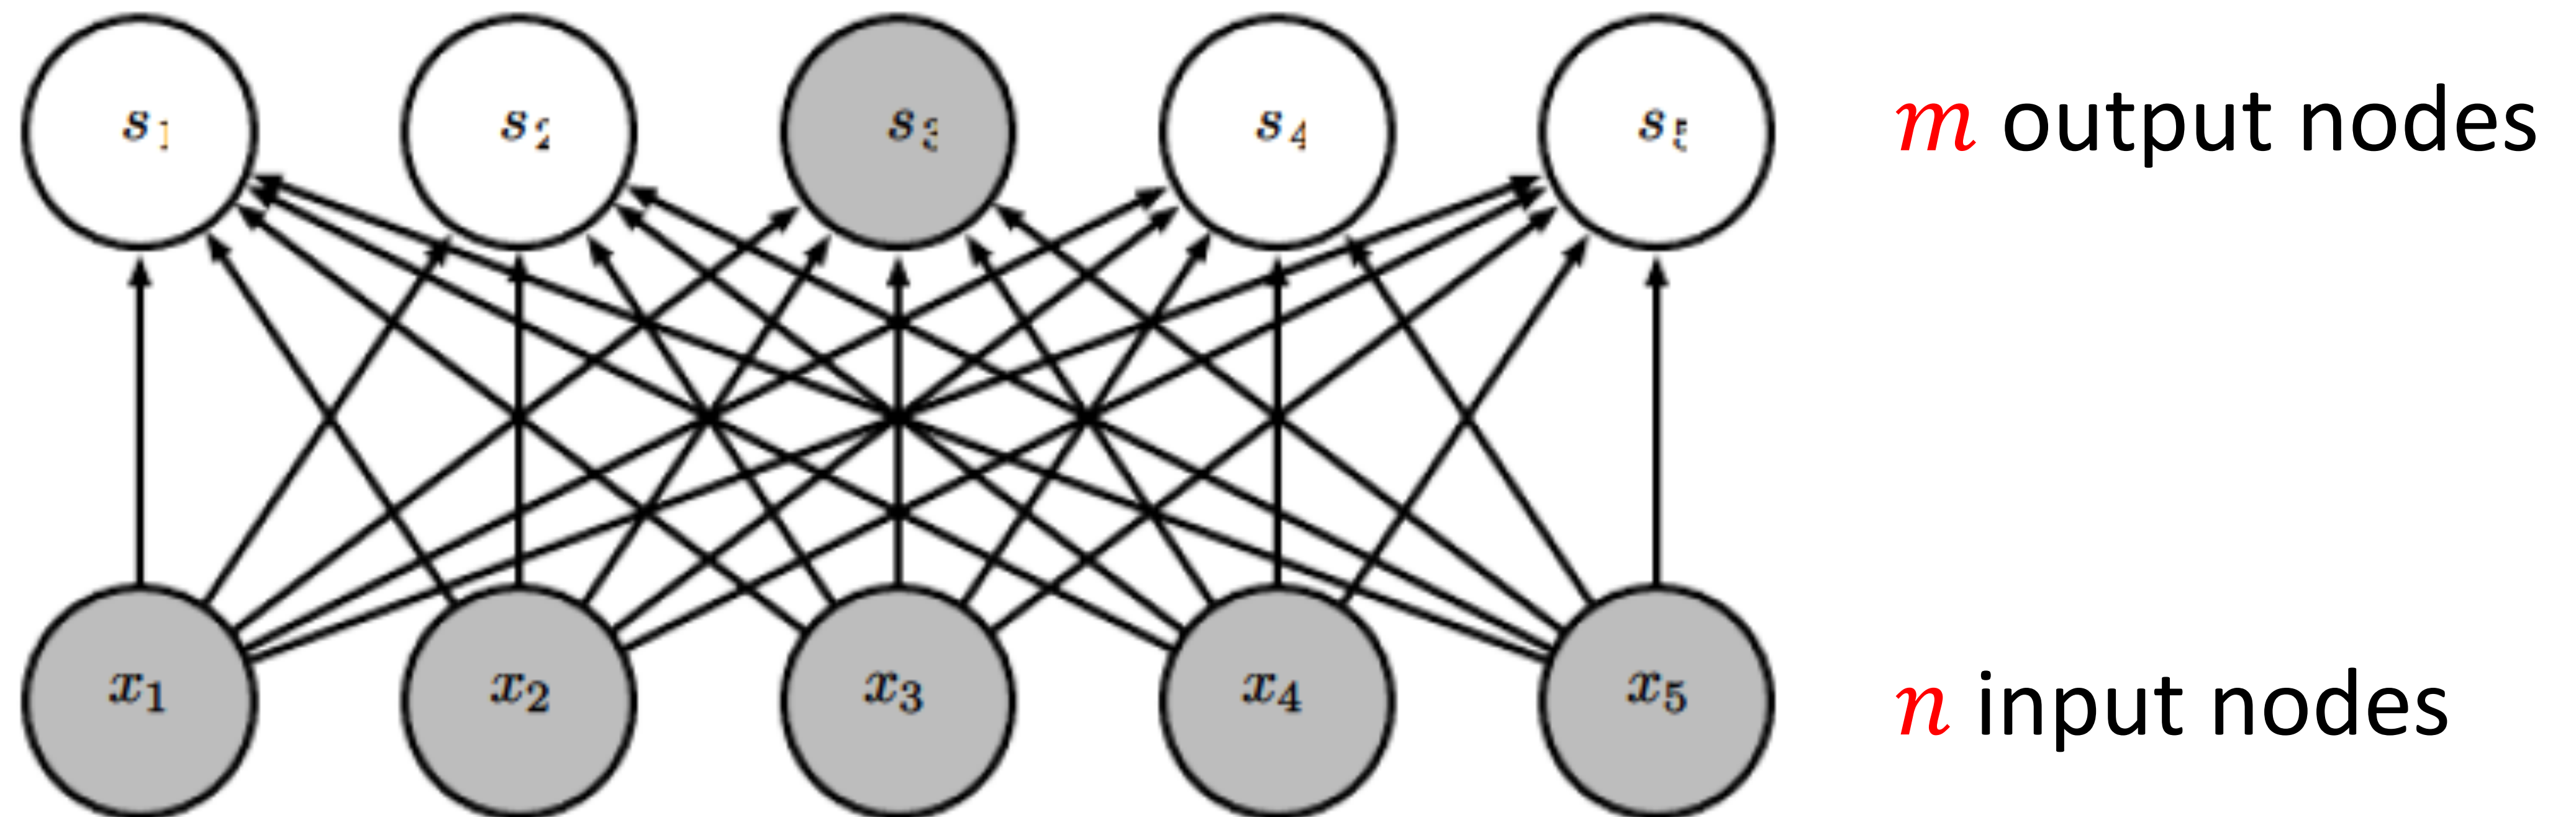 s₁ s₂ s₃ s₄ s₅ m output nodes
x₁ x₂ x₃ x₄ x₅ n input nodes